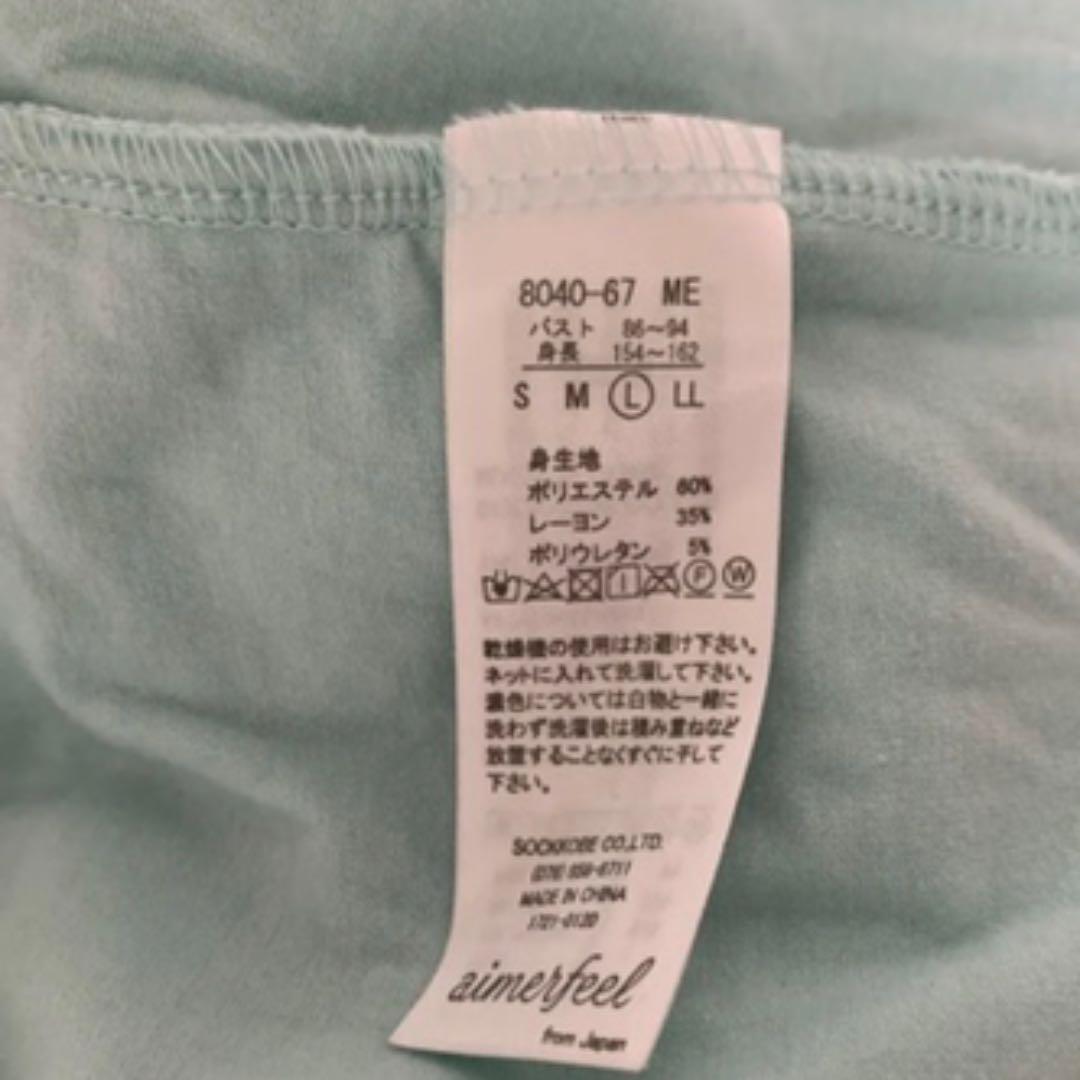 8040-67 ME
バスト 86~94
身長 154~162
S M L LL
身生地
ポリエステル 60%
レーヨン 35%
ポリウレタン 5%
F W
乾燥機の使用はお避け下さい。
ネットに入れて洗濯して下さい。
濃色については白物と一緒に
洗わず洗濯後は積み重ねなど
放置することなくすぐに干して
下さい。
SOCKKOBE CO.,LTD.
MADE IN CHINA
aimerfeel
from Japan